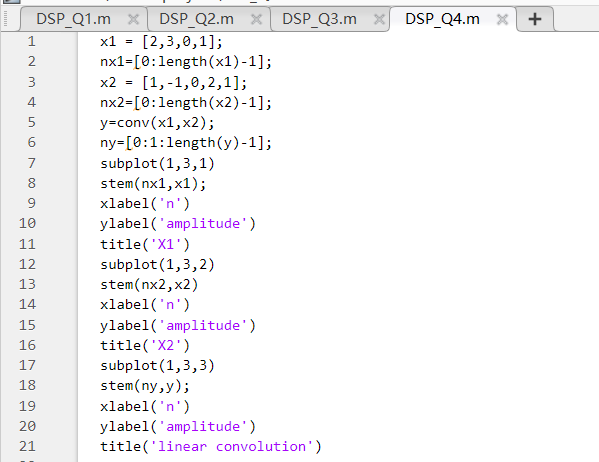 DSP_Q1.m × DSP_Q2.m × DSP_Q3.m × DSP_Q4.m × +
1 x1 = [2,3,0,1];
2 nx1=[0:length(x1)-1];
3 x2 = [1,-1,0,2,1];
4 nx2=[0:length(x2)-1];
5 y=conv(x1,x2);
6 ny=[0:1:length(y)-1];
7 subplot(1,3,1)
8 stem(nx1,x1);
9 xlabel('n')
10 ylabel('amplitude')
11 title('X1')
12 subplot(1,3,2)
13 stem(nx2,x2)
14 xlabel('n')
15 ylabel('amplitude')
16 title('X2')
17 subplot(1,3,3)
18 stem(ny,y);
19 xlabel('n')
20 ylabel('amplitude')
21 title('linear convolution')